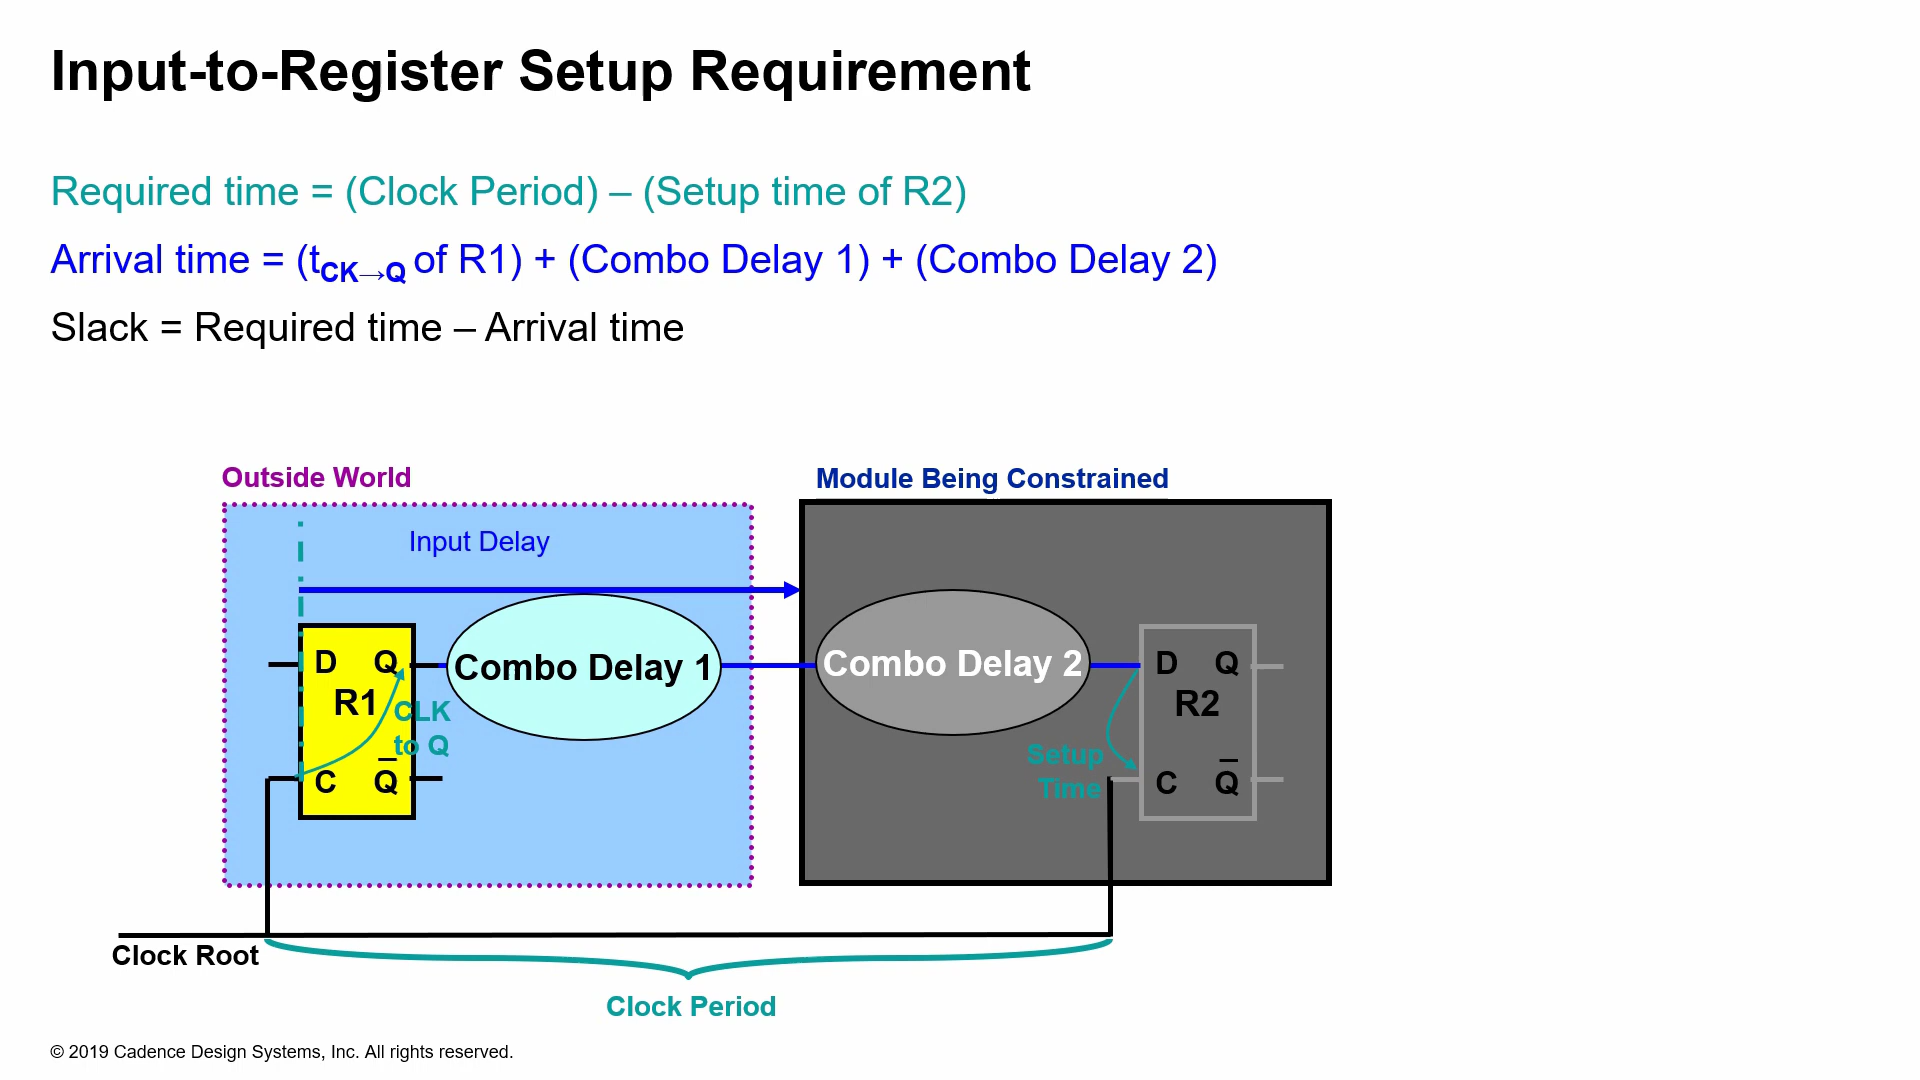 Input-to-Register Setup Requirement
Required time = (Clock Period) – (Setup time of R2)
Arrival time = (tCK→Q of R1) + (Combo Delay 1) + (Combo Delay 2)
Slack = Required time – Arrival time
Outside World
Module Being Constrained
Input Delay
D Q
R1
CLK
to Q
C Q̅
Combo Delay 1
Combo Delay 2
D Q
R2
Setup
Time
C Q̅
Clock Root
Clock Period
© 2019 Cadence Design Systems, Inc. All rights reserved.